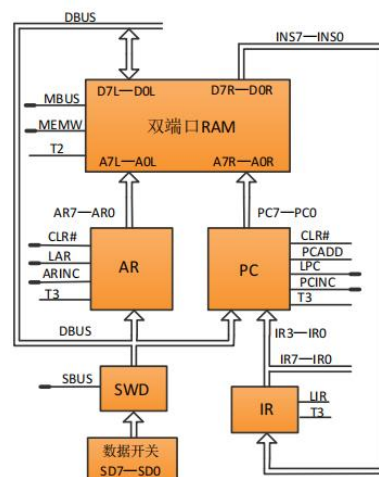 DBUS
INS7—INS0
D7L—D0L
D7R—D0R
MBUS
双端口RAM
MEMW
T2
A7L—A0L
A7R—A0R
AR7—AR0
PC7—PC0
CLR#
LAR
ARINC
T3
AR
PC
CLR#
PCADD
LPC
PCINC
T3
DBUS
IR3—IR0
IR7—IR0
SBUS
SWD
IR
LIR
T3
数据开关
SD7—SD0